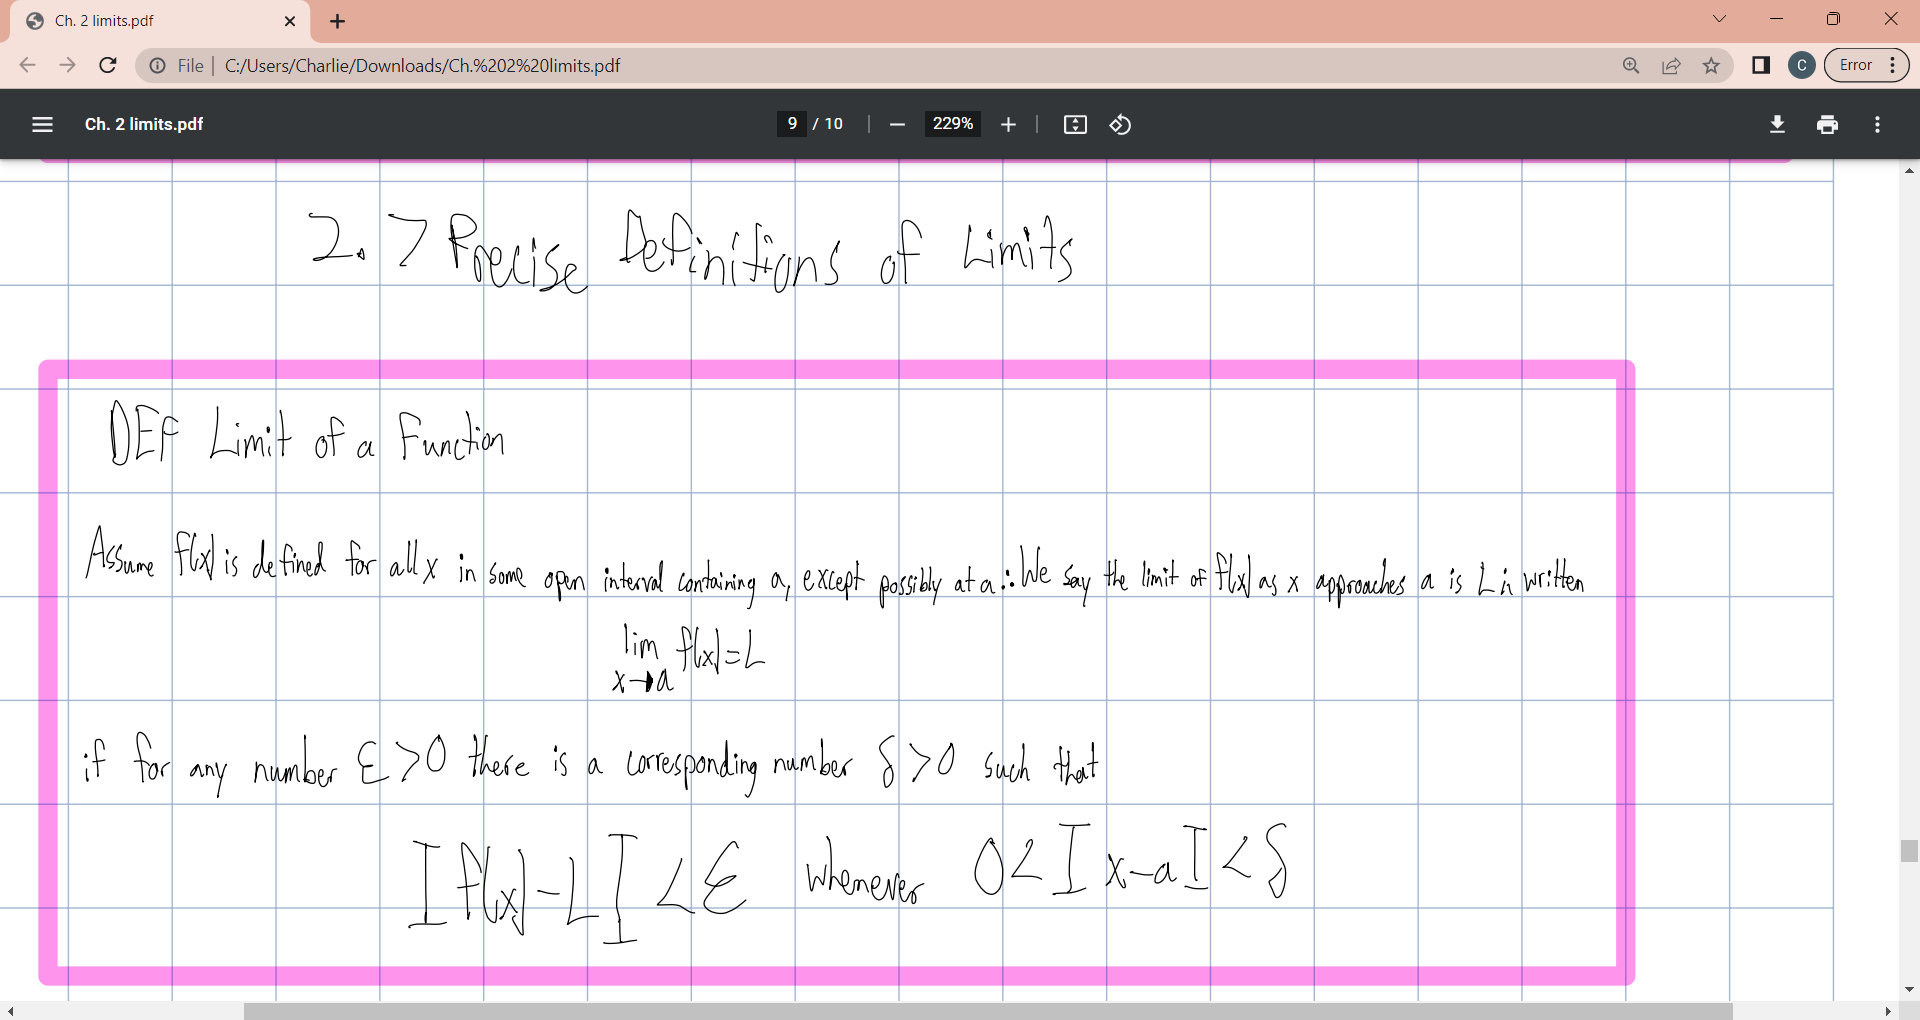 Ch. 2 limits.pdf
File | C:/Users/Charlie/Downloads/Ch.%202%20limits.pdf
C
Error
Ch. 2 limits.pdf
9 / 10
229%
2.7 Precise Definitions of Limits
DEF Limit of a Function
Assume f(x) is defined for all x in some open interval containing a, except possibly at a ∴ We say the limit of f(x) as x approaches a is L written
lim f(x)=L
x→a
if for any number ε>0 there is a corresponding number δ>0 such that
|f(x)-L|<ε whenever 0<|x-a|<δ